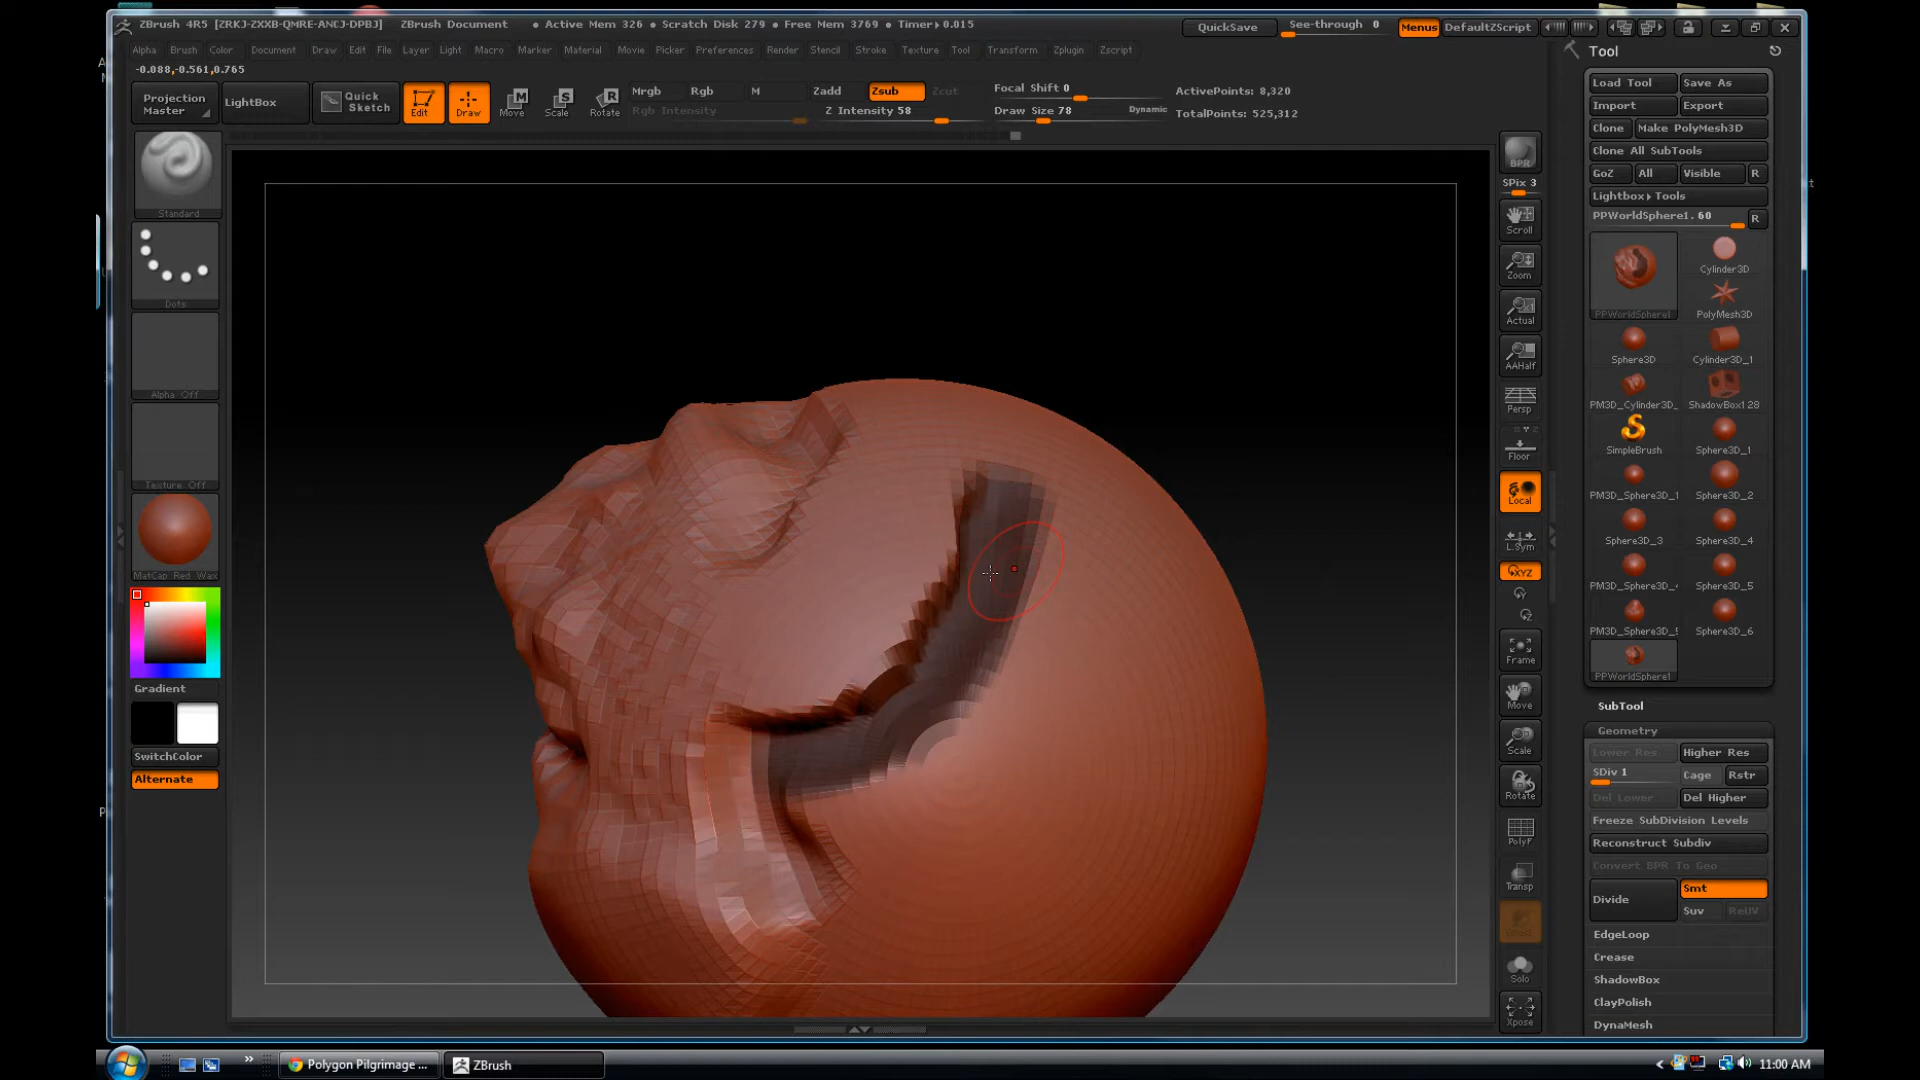 ZBrush 4R5 [ZRKJ-ZXXB-QMRE-ANCJ-DPBJ] ZBrush Document • Active Mem 326 • Scratch Disk 279 • Free Mem 3769 • Timer▸0.015 QuickSave See-through 0 Menus DefaultZScript
Alpha Brush Color Document Draw Edit File Layer Light Macro Marker Material Movie Picker Preferences Render Stencil Stroke Texture Tool Transform Zplugin Zscript
-0.088,-0.561,0.765
Projection Master
LightBox
Quick Sketch
Edit
Draw
Move
Scale
Rotate
Mrgb Rgb M
Rgb Intensity
Zadd Zsub Zcut
Z Intensity 58
Focal Shift 0
Draw Size 78 Dynamic
ActivePoints: 8,320
TotalPoints: 525,312
Standard
Dots
Alpha Off
Texture Off
MatCap Red Wax
Gradient
SwitchColor
Alternate
BPR
SPix 3
Scroll
Zoom
Actual
AAHalf
Persp
Floor
Local
L.Sym
XYZ
Frame
Move
Scale
Rotate
PolyF
Transp
Solo
Xpose
Tool
Load Tool Save As
Import Export
Clone Make PolyMesh3D
Clone All SubTools
GoZ All Visible R
Lightbox▸Tools
PPWorldSphere1. 60 R
PPWorldSphere1
Cylinder3D
PolyMesh3D
Sphere3D Cylinder3D_1
PM3D_Cylinder3D_ ShadowBox128
SimpleBrush Sphere3D_1
PM3D_Sphere3D_1 Sphere3D_2
Sphere3D_3 Sphere3D_4
PM3D_Sphere3D_4 Sphere3D_5
PM3D_Sphere3D_5 Sphere3D_6
PPWorldSphere1
SubTool
Geometry
Lower Res Higher Res
SDiv 1 Cage Rstr
Del Lower Del Higher
Freeze SubDivision Levels
Reconstruct Subdiv
Convert BPR To Geo
Divide Smt
Suv ReUV
EdgeLoop
Crease
ShadowBox
ClayPolish
DynaMesh
Polygon Pilgrimage ... ZBrush 11:00 AM